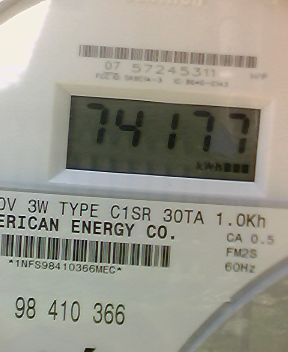 07 57245311
74177
kWh
0V 3W TYPE C1SR 30TA 1.0Kh
ERICAN ENERGY CO.
CA 0.5
FM2S
60Hz
*1NFS98410366MEC*
98 410 366